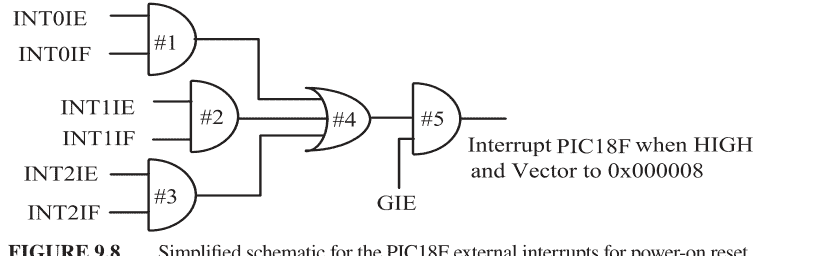 INT0IE
#1
INT0IF
INT1IE
#2
INT1IF
#4
#5
INT2IE
#3
INT2IF
GIE
Interrupt PIC18F when HIGH
and Vector to 0x000008
FIGURE 9.8 Simplified schematic for the PIC18F external interrupts for power-on reset